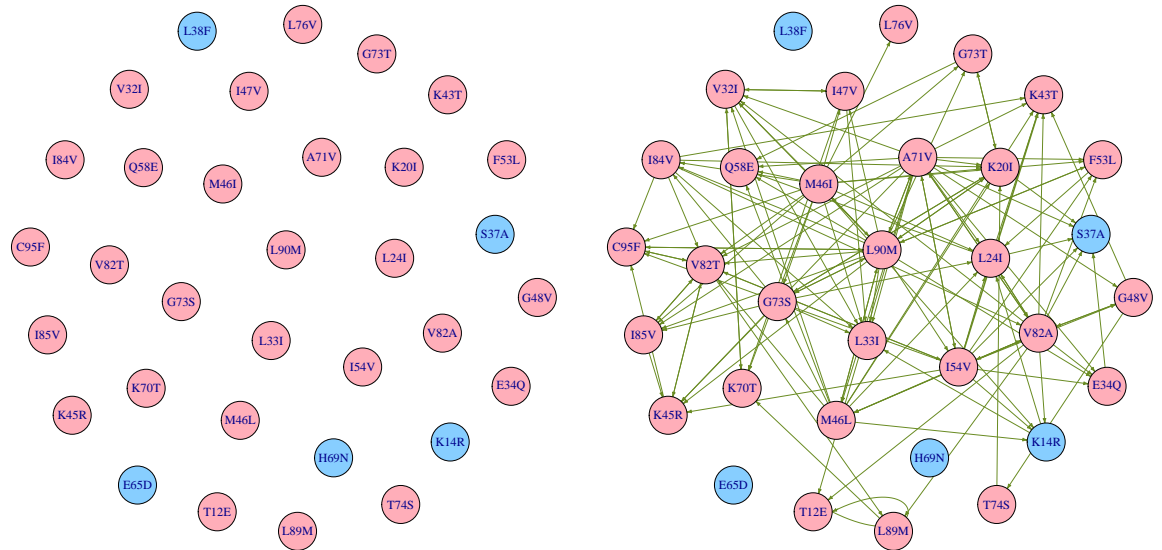 L38F
L76V
G73T
V32I
I47V
K43T
I84V
Q58E
M46I
A71V
K20I
F53L
S37A
C95F
V82T
L90M
L24I
G48V
G73S
I85V
L33I
V82A
I54V
E34Q
K70T
K45R
M46L
K14R
H69N
E65D
T12E
L89M
T74S
L38F
L76V
G73T
V32I
I47V
K43T
I84V
Q58E
M46I
A71V
K20I
F53L
S37A
C95F
V82T
L90M
L24I
G48V
G73S
I85V
L33I
V82A
I54V
E34Q
K70T
K45R
M46L
K14R
H69N
E65D
T12E
L89M
T74S